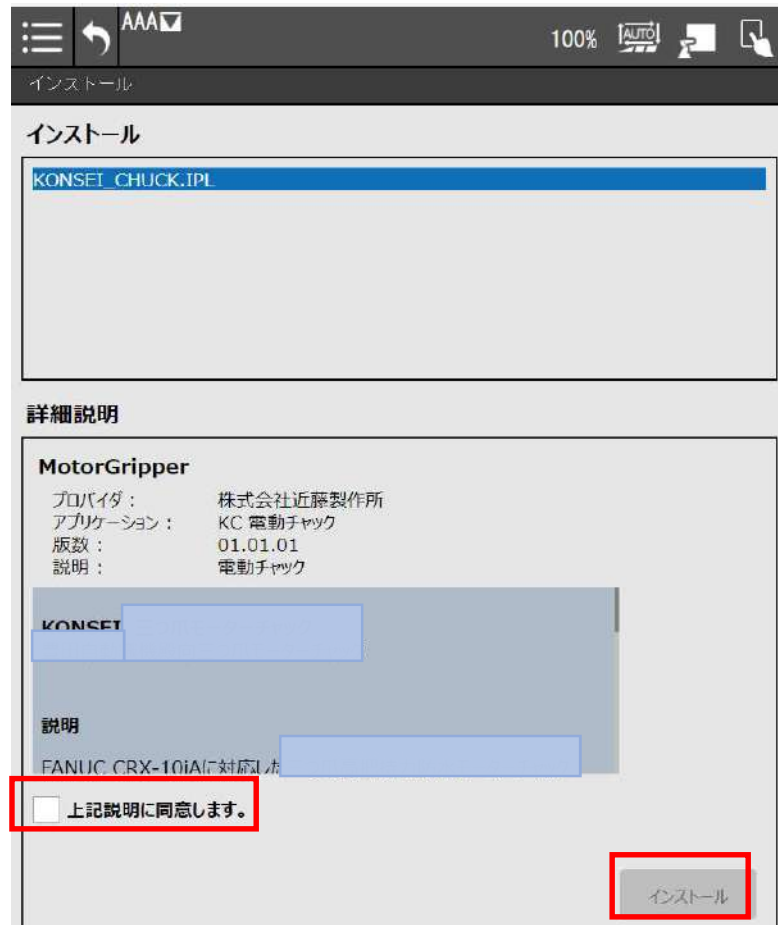 AAA
100% AUTO
インストール
インストール
KONSEI_CHUCK.IPL
詳細説明
MotorGripper
プロバイダ： 株式会社近藤製作所
アプリケーション： KC 電動チャック
版数： 01.01.01
説明： 電動チャック
KONSEI
説明
FANUC CRX-10iAに対応した
上記説明に同意します。
インストール